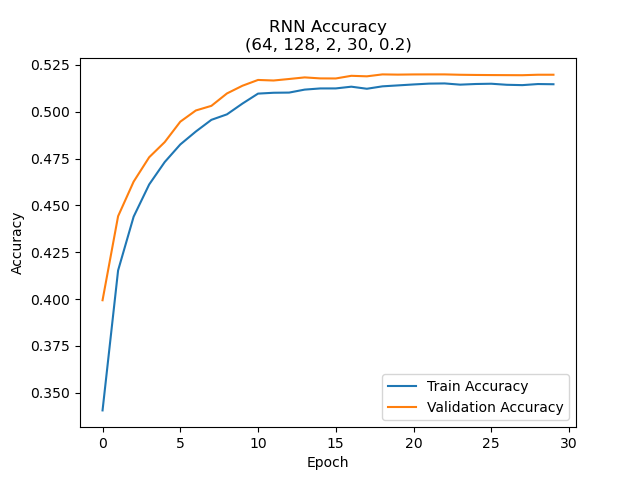 RNN Accuracy
(64, 128, 2, 30, 0.2)
0.525
0.500
0.475
0.450
0.425
0.400
0.375
0.350
Accuracy
Train Accuracy
Validation Accuracy
0 5 10 15 20 25 30
Epoch